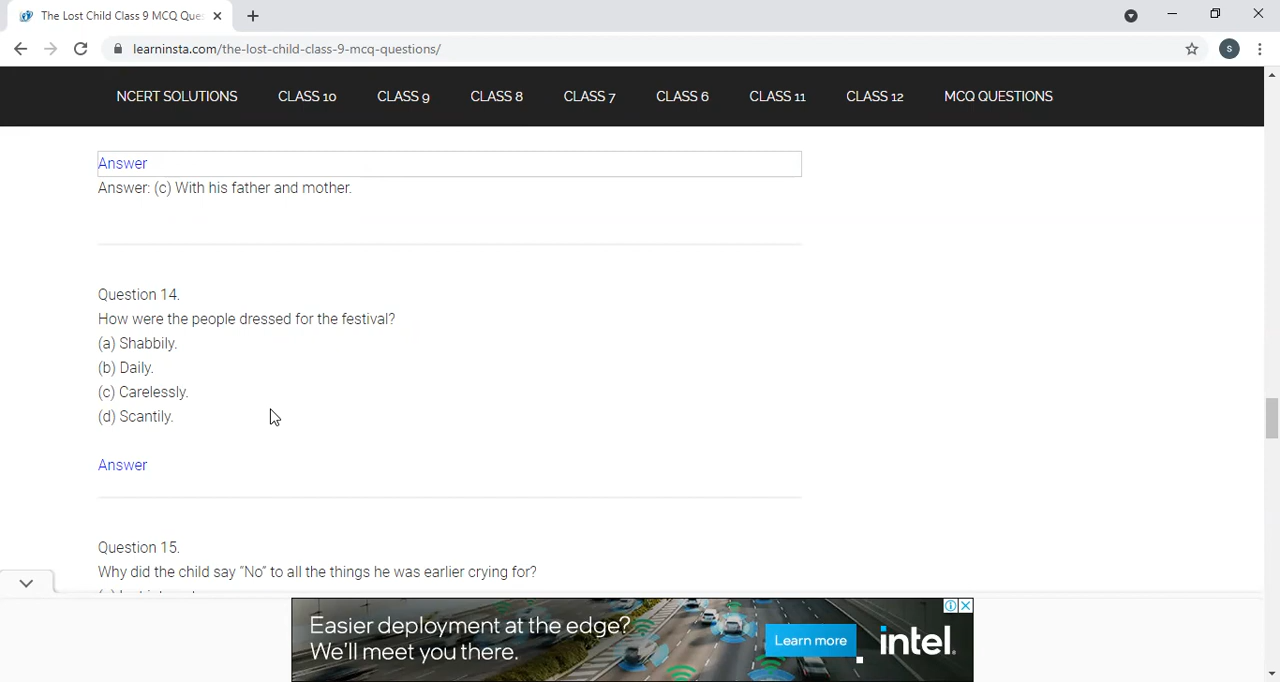 The Lost Child Class 9 MCQ Que
learninsta.com/the-lost-child-class-9-mcq-questions/
S
NCERT SOLUTIONS CLASS 10 CLASS 9 CLASS 8 CLASS 7 CLASS 6 CLASS 11 CLASS 12 MCQ QUESTIONS
Answer
Answer: (c) With his father and mother.
Question 14.
How were the people dressed for the festival?
(a) Shabbily.
(b) Daily.
(c) Carelessly.
(d) Scantily.
Answer
Question 15.
Why did the child say “No” to all the things he was earlier crying for?
Easier deployment at the edge?
We'll meet you there.
Learn more
intel.